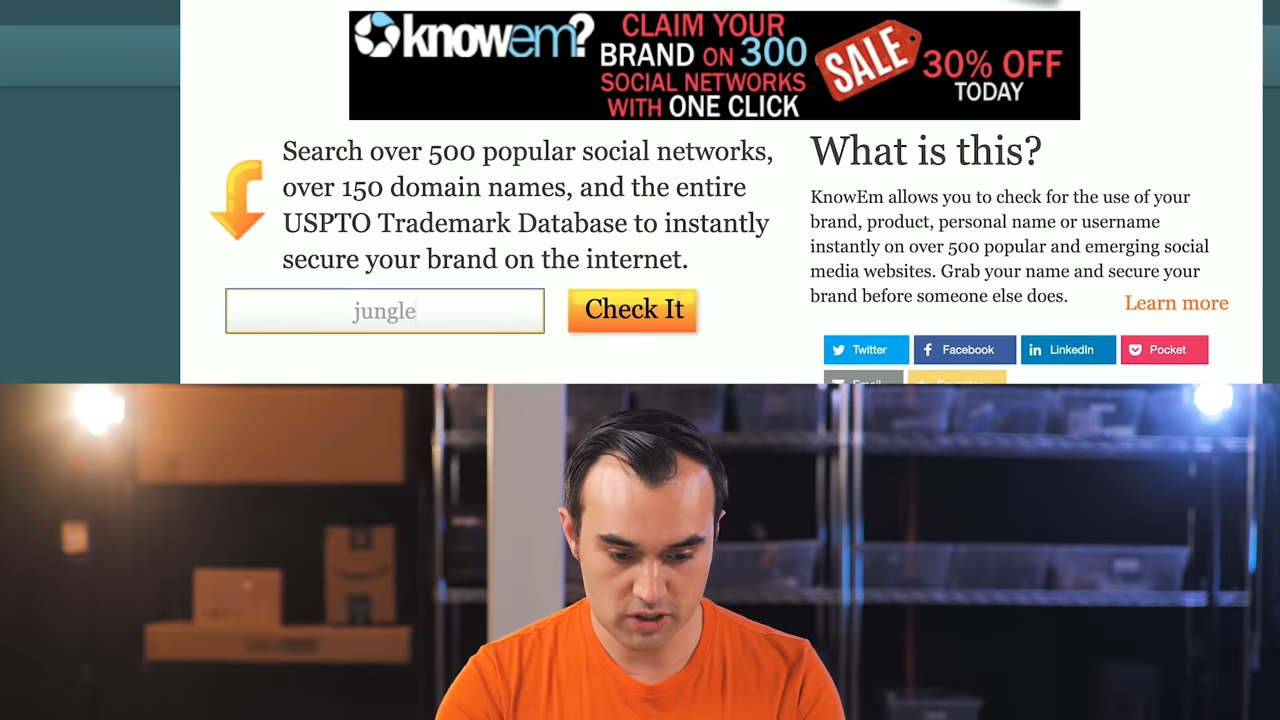 knowem?
CLAIM YOUR
BRAND ON 300
SOCIAL NETWORKS
WITH ONE CLICK
SALE
30% OFF
TODAY
Search over 500 popular social networks,
over 150 domain names, and the entire
USPTO Trademark Database to instantly
secure your brand on the internet.
jungle
Check It
What is this?
KnowEm allows you to check for the use of your
brand, product, personal name or username
instantly on over 500 popular and emerging social
media websites. Grab your name and secure your
brand before someone else does.
Learn more
Twitter
Facebook
LinkedIn
Pocket